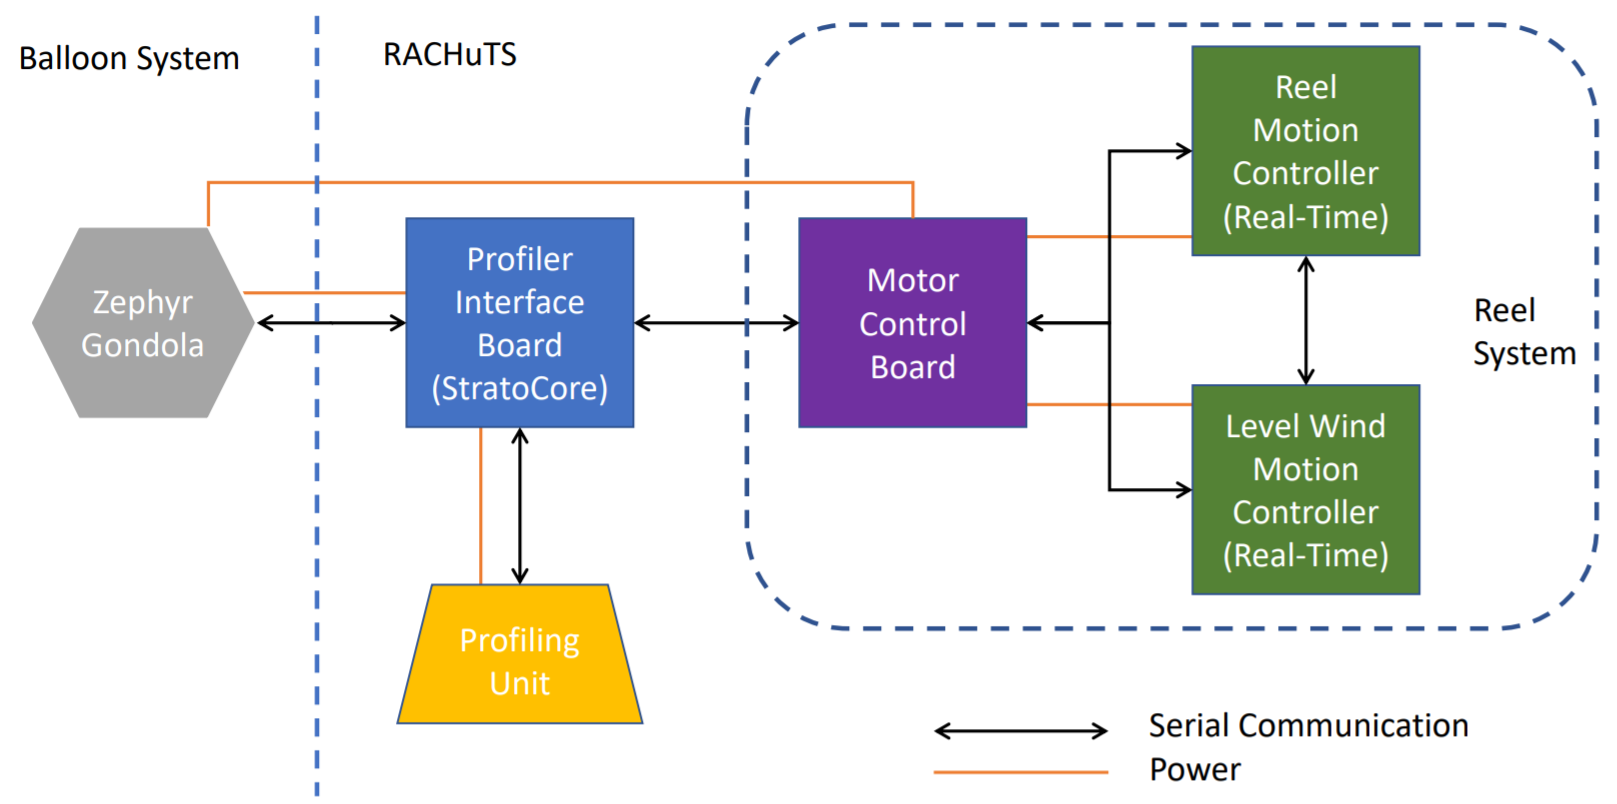 Balloon System
RACHuTS
Reel
Motion
Controller
(Real-Time)
Zephyr
Gondola
Profiler
Interface
Board
(StratoCore)
Motor
Control
Board
Reel
System
Level Wind
Motion
Controller
(Real-Time)
Profiling
Unit
Serial Communication
Power